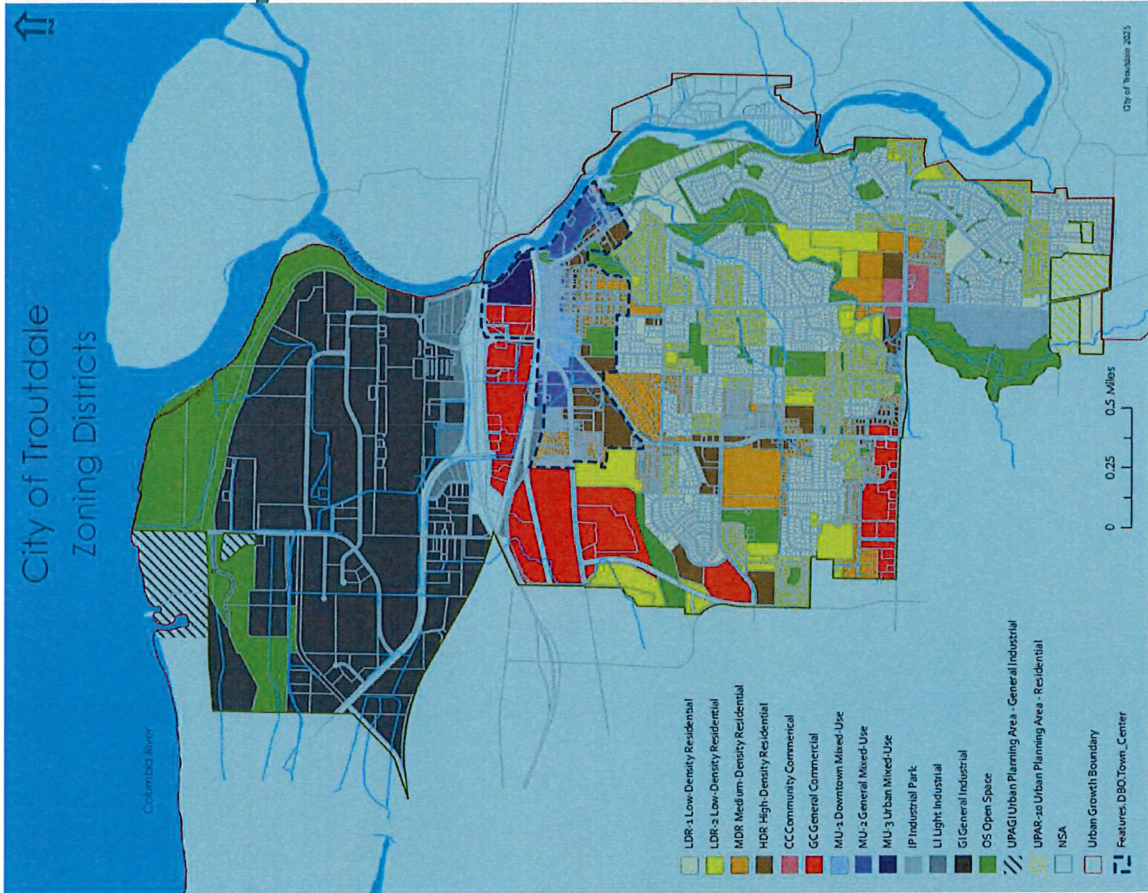 City of Troutdale
Zoning Districts
N
Columbia River
LDR-1 Low-Density Residential
LDR-2 Low-Density Residential
MDR Medium-Density Residential
HDR High-Density Residential
CC Community Commerical
GC General Commercial
MU-1 Downtown Mixed-Use
MU-2 General Mixed-Use
MU-3 Urban Mixed-Use
IP Industrial Park
LI Light Industrial
GI General Industrial
OS Open Space
UPAGI Urban Planning Area - General Industrial
UPAR-10 Urban Planning Area - Residential
NSA
Urban Growth Boundary
Features.DBO.Town_Center
0 0.25 0.5 Miles
City of Troutdale 2025